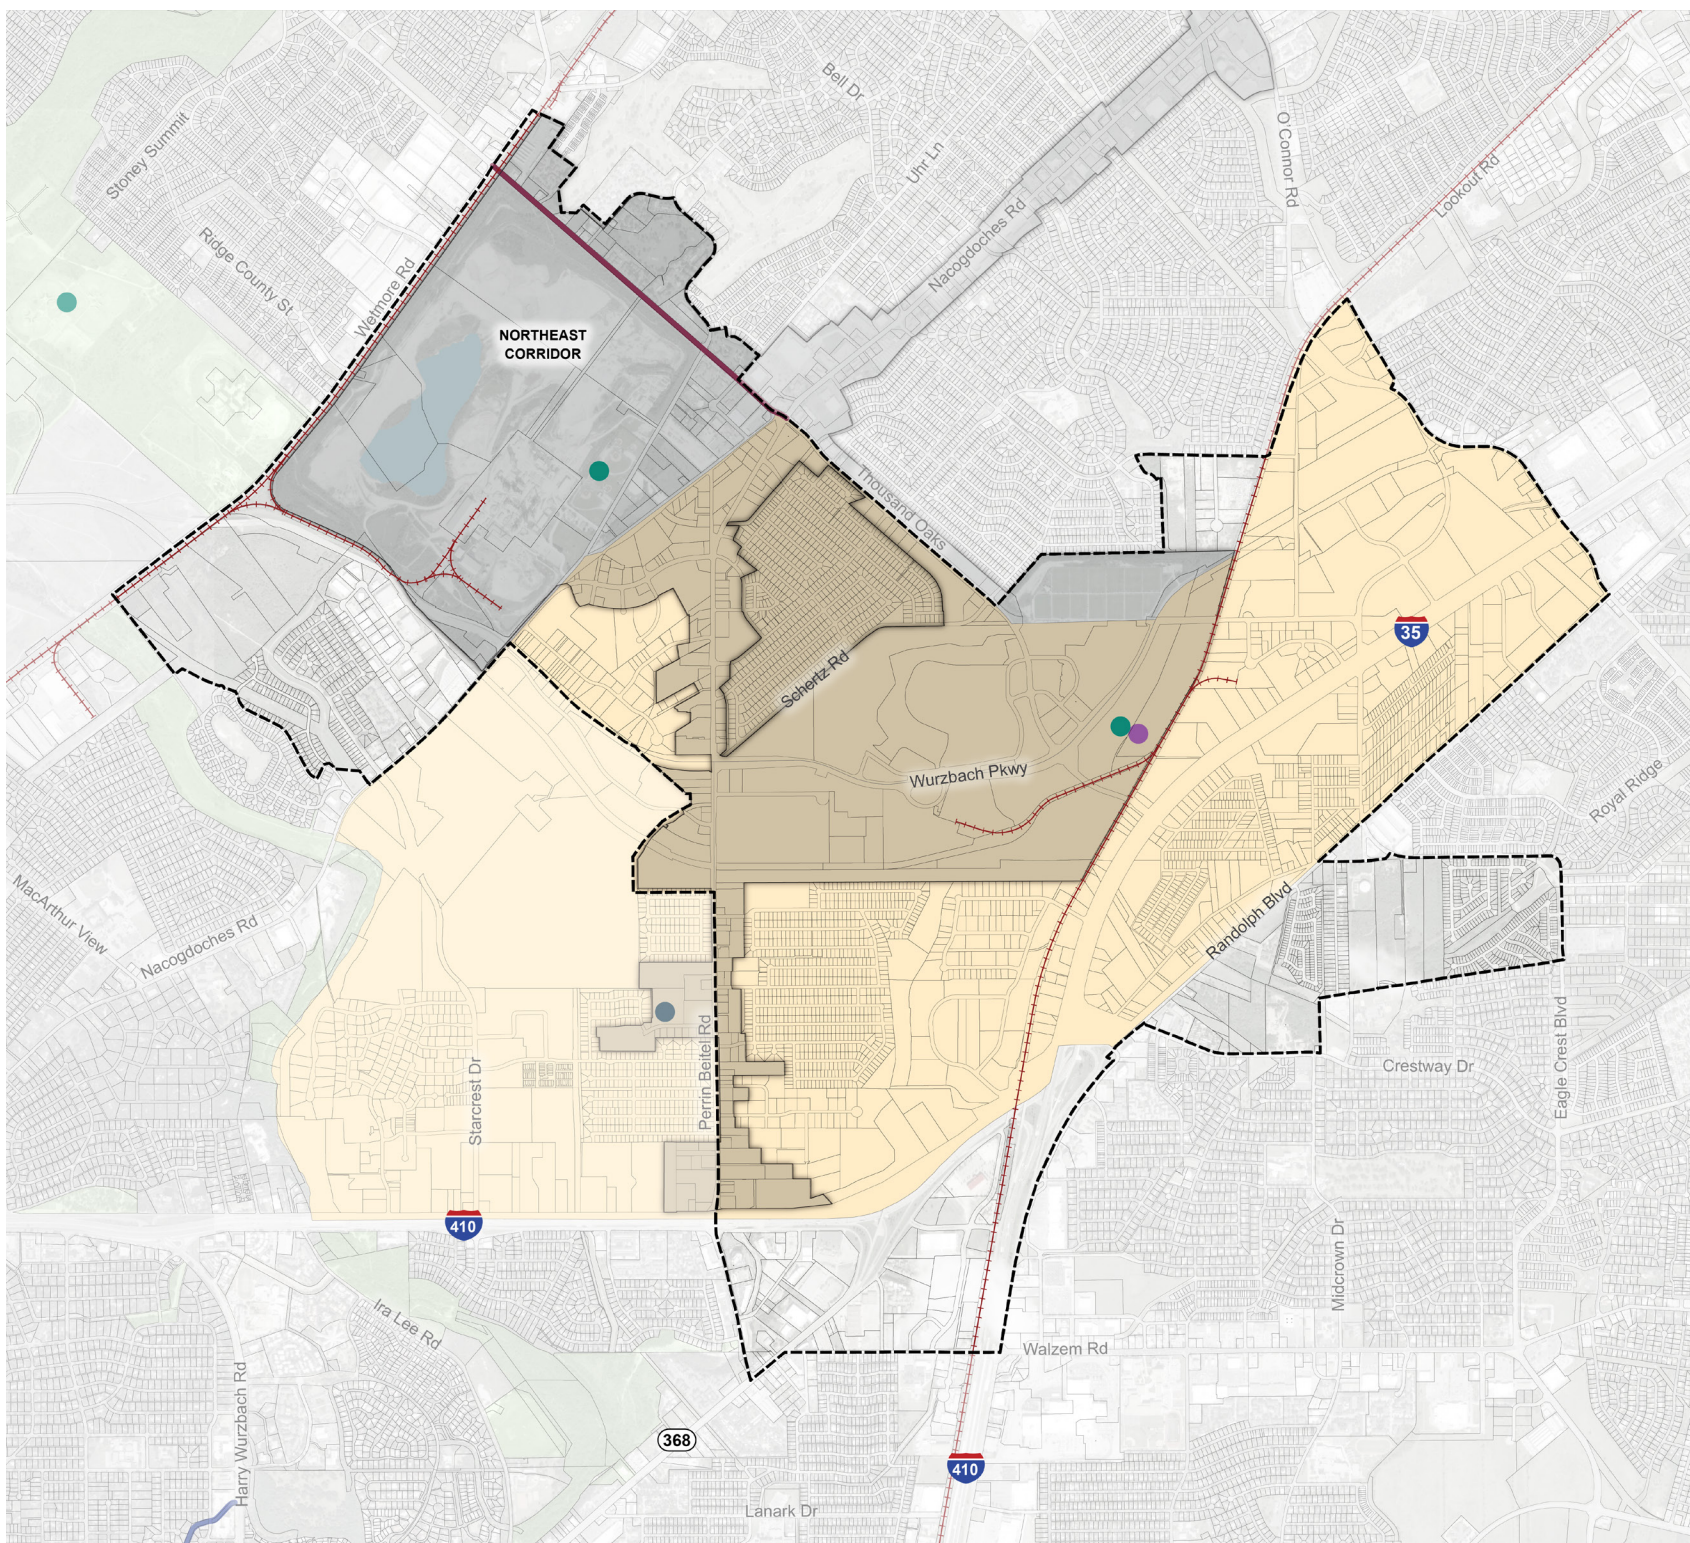 Bell Dr
Stoney Summit
O'Connor Rd
Uhr Ln
Lookout Rd
Nacogdoches Rd
Ridge County St
Wetmore Rd
NORTHEAST
CORRIDOR
Thousand Oaks
35
Schertz Rd
Wurzbach Pkwy
Royal Ridge
MacArthur View
Nacogdoches Rd
Randolph Blvd
Perrin Beitel Rd
Starcrest Dr
Eagle Crest Blvd
Crestway Dr
410
Midcrown Dr
Ira Lee Rd
Walzem Rd
Harry Wurzbach Rd
368
410
Lanark Dr